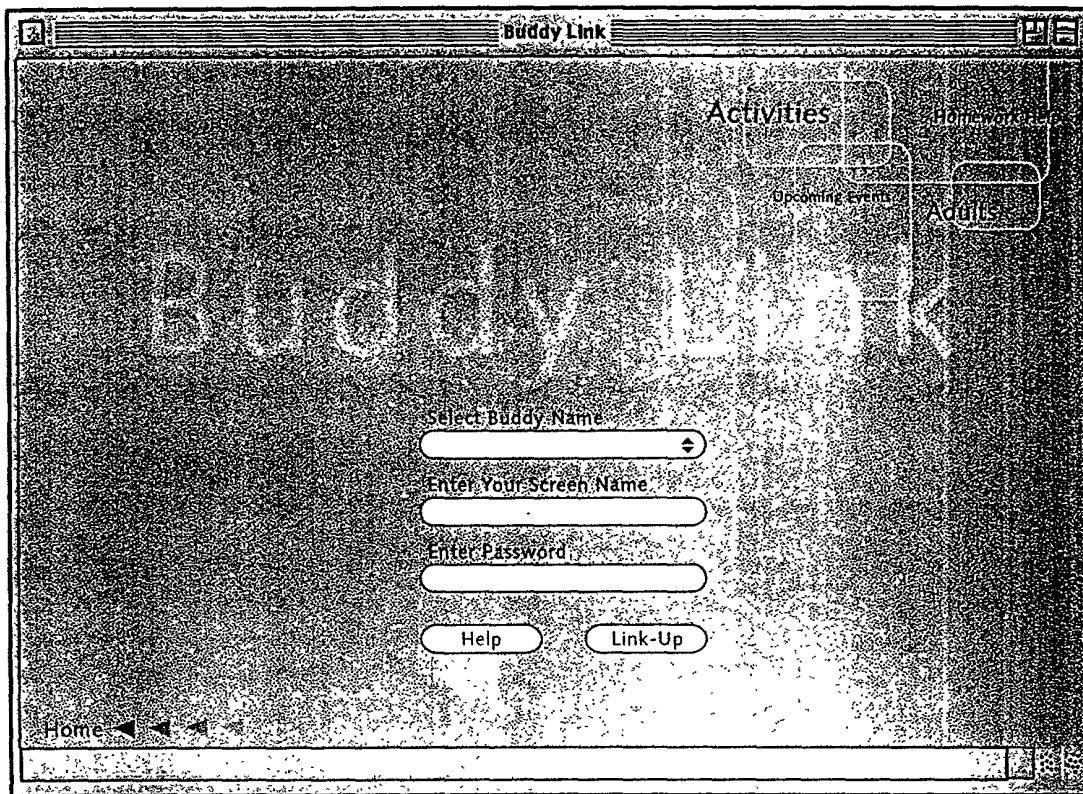 Buddy Link
Activities
Homework Help
Upcoming Events
Adults
Buddy Link
Select Buddy Name
Enter Your Screen Name
Enter Password
Help
Link-Up
Home